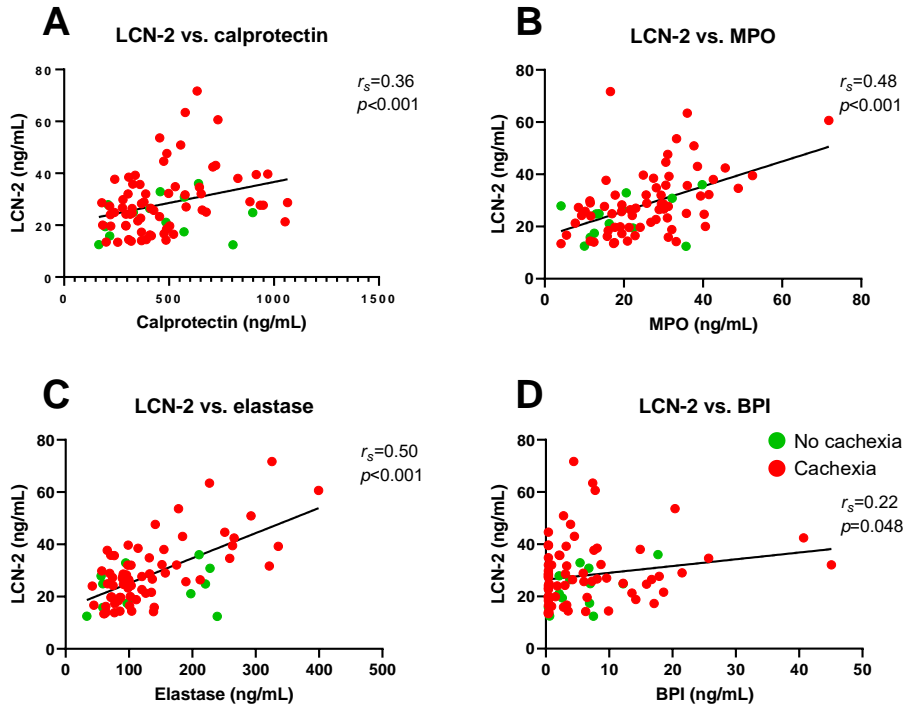 A
LCN-2 vs. calprotectin
r_s=0.36
p<0.001
LCN-2 (ng/mL)
80
60
40
20
0
0 500 1000 1500
Calprotectin (ng/mL)
B
LCN-2 vs. MPO
r_s=0.48
p<0.001
LCN-2 (ng/mL)
80
60
40
20
0
0 20 40 60 80
MPO (ng/mL)
C
LCN-2 vs. elastase
r_s=0.50
p<0.001
LCN-2 (ng/mL)
80
60
40
20
0
0 100 200 300 400 500
Elastase (ng/mL)
D
LCN-2 vs. BPI
No cachexia
Cachexia
r_s=0.22
p=0.048
LCN-2 (ng/mL)
80
60
40
20
0
0 10 20 30 40 50
BPI (ng/mL)